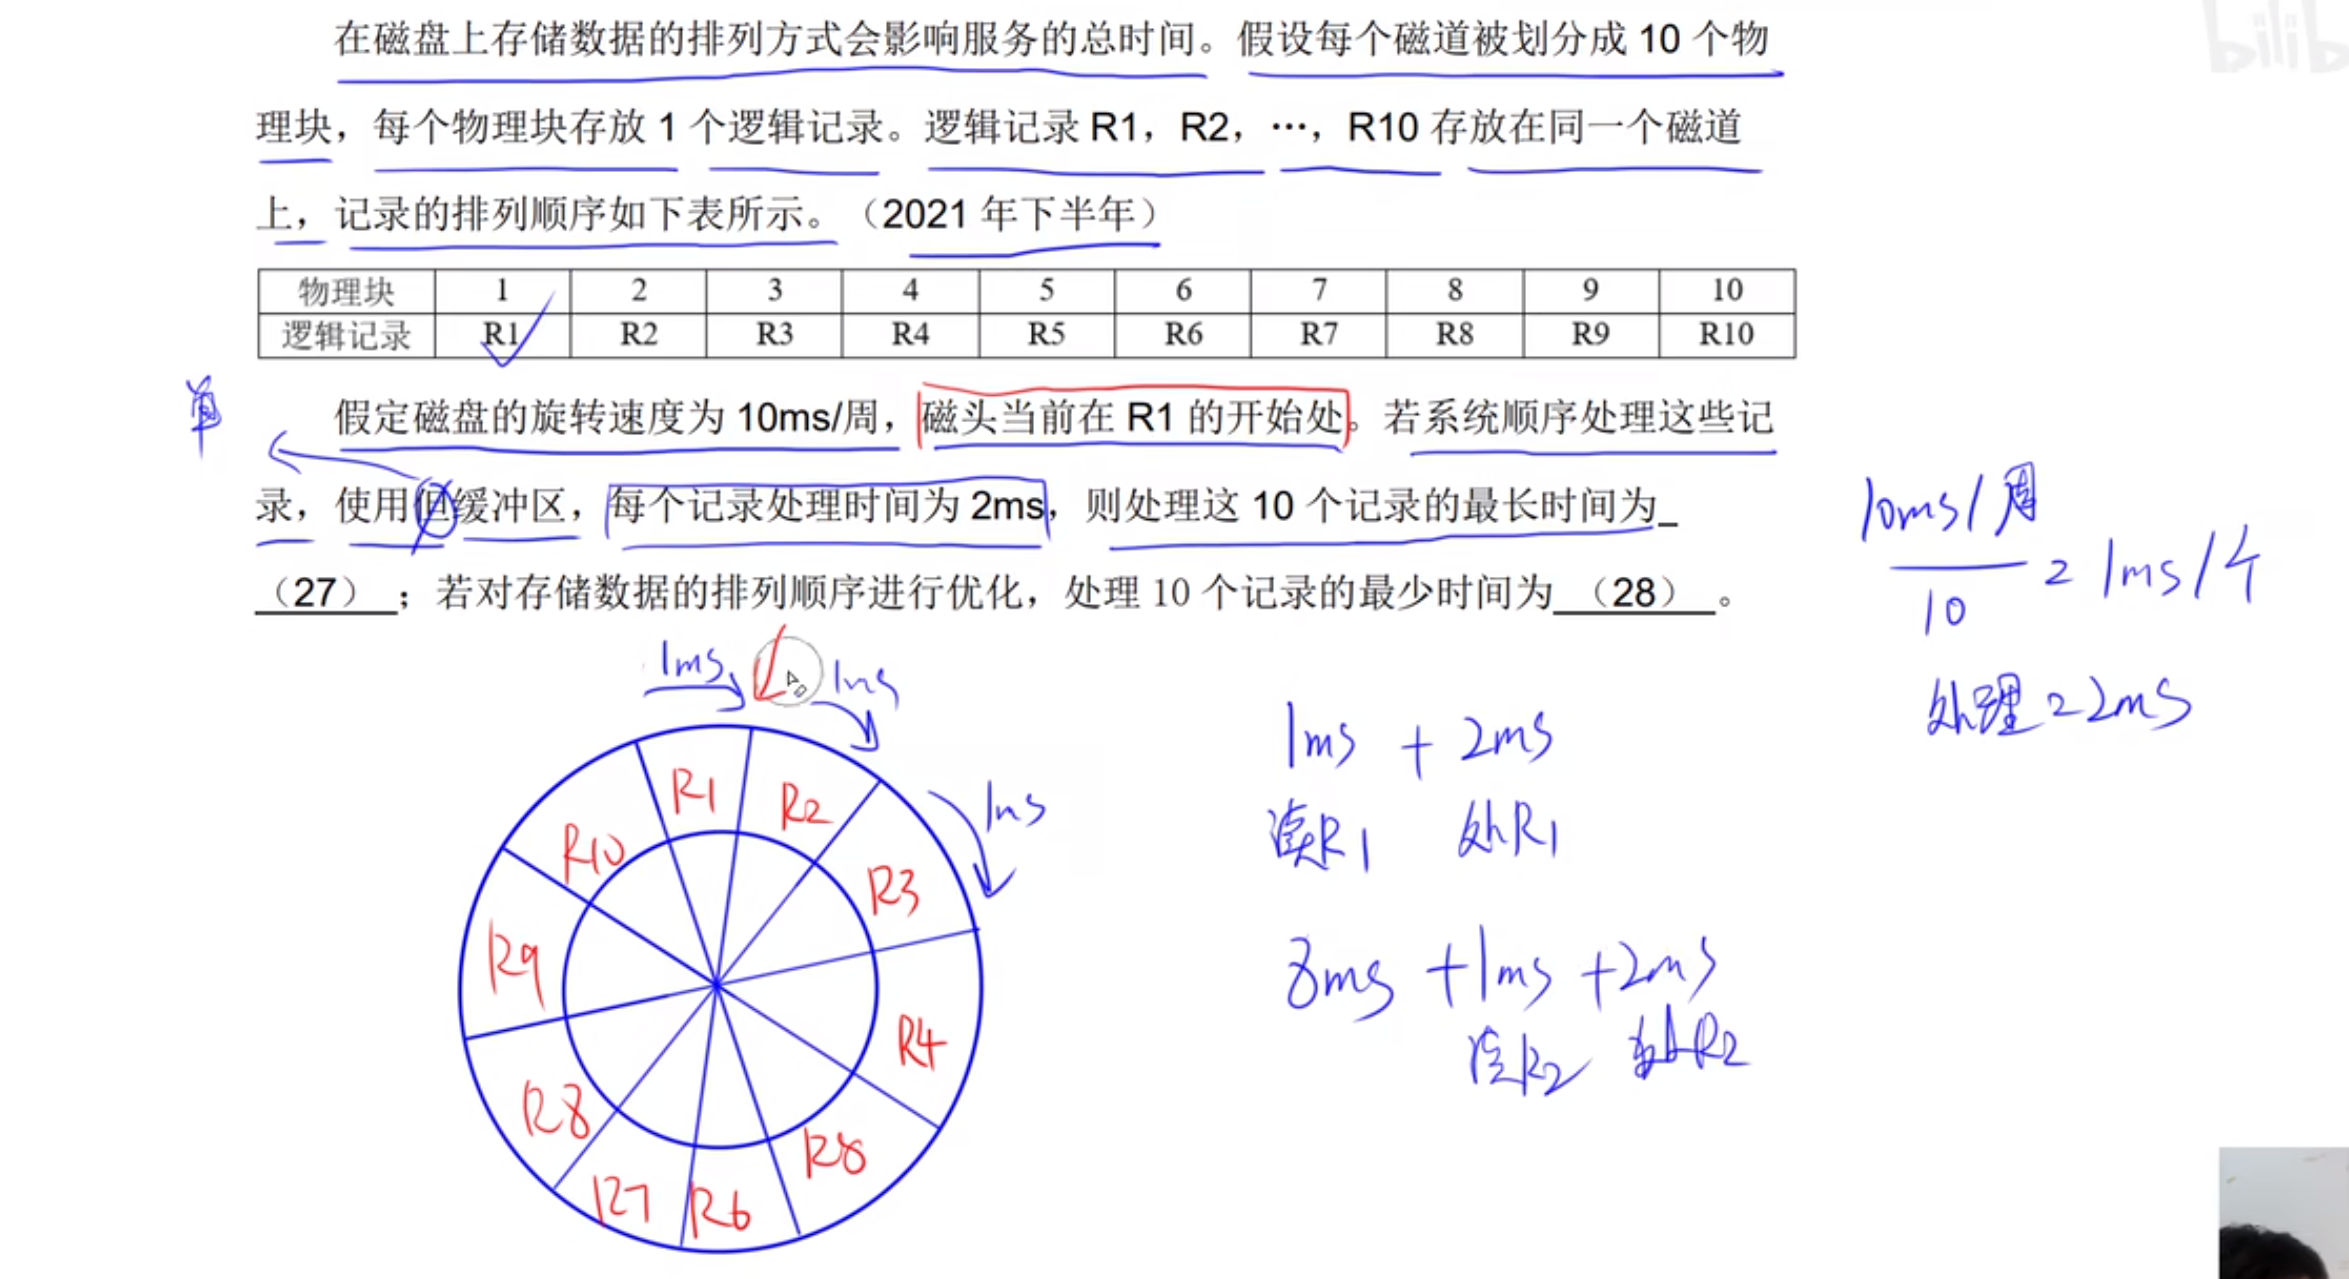 bilib
在磁盘上存储数据的排列方式会影响服务的总时间。假设每个磁道被划分成 10 个物
理块，每个物理块存放 1 个逻辑记录。逻辑记录 R1，R2，…，R10 存放在同一个磁道
上，记录的排列顺序如下表所示。（2021 年下半年）
物理块 1 2 3 4 5 6 7 8 9 10
逻辑记录 R1 R2 R3 R4 R5 R6 R7 R8 R9 R10
单
假定磁盘的旋转速度为 10ms/周，磁头当前在 R1 的开始处。若系统顺序处理这些记
录，使用但缓冲区，每个记录处理时间为 2ms，则处理这 10 个记录的最长时间为_
（27）；若对存储数据的排列顺序进行优化，处理 10 个记录的最少时间为 （28） 。
10ms/周
10
= 1ms/个
处理=2ms
1ms 1ms
1ms
R1 R2
R10 R3
R9 R4
R8 R8
R7 R6
1ms + 2ms
读R1 处R1
8ms +1ms +2ms
读R2 处R2